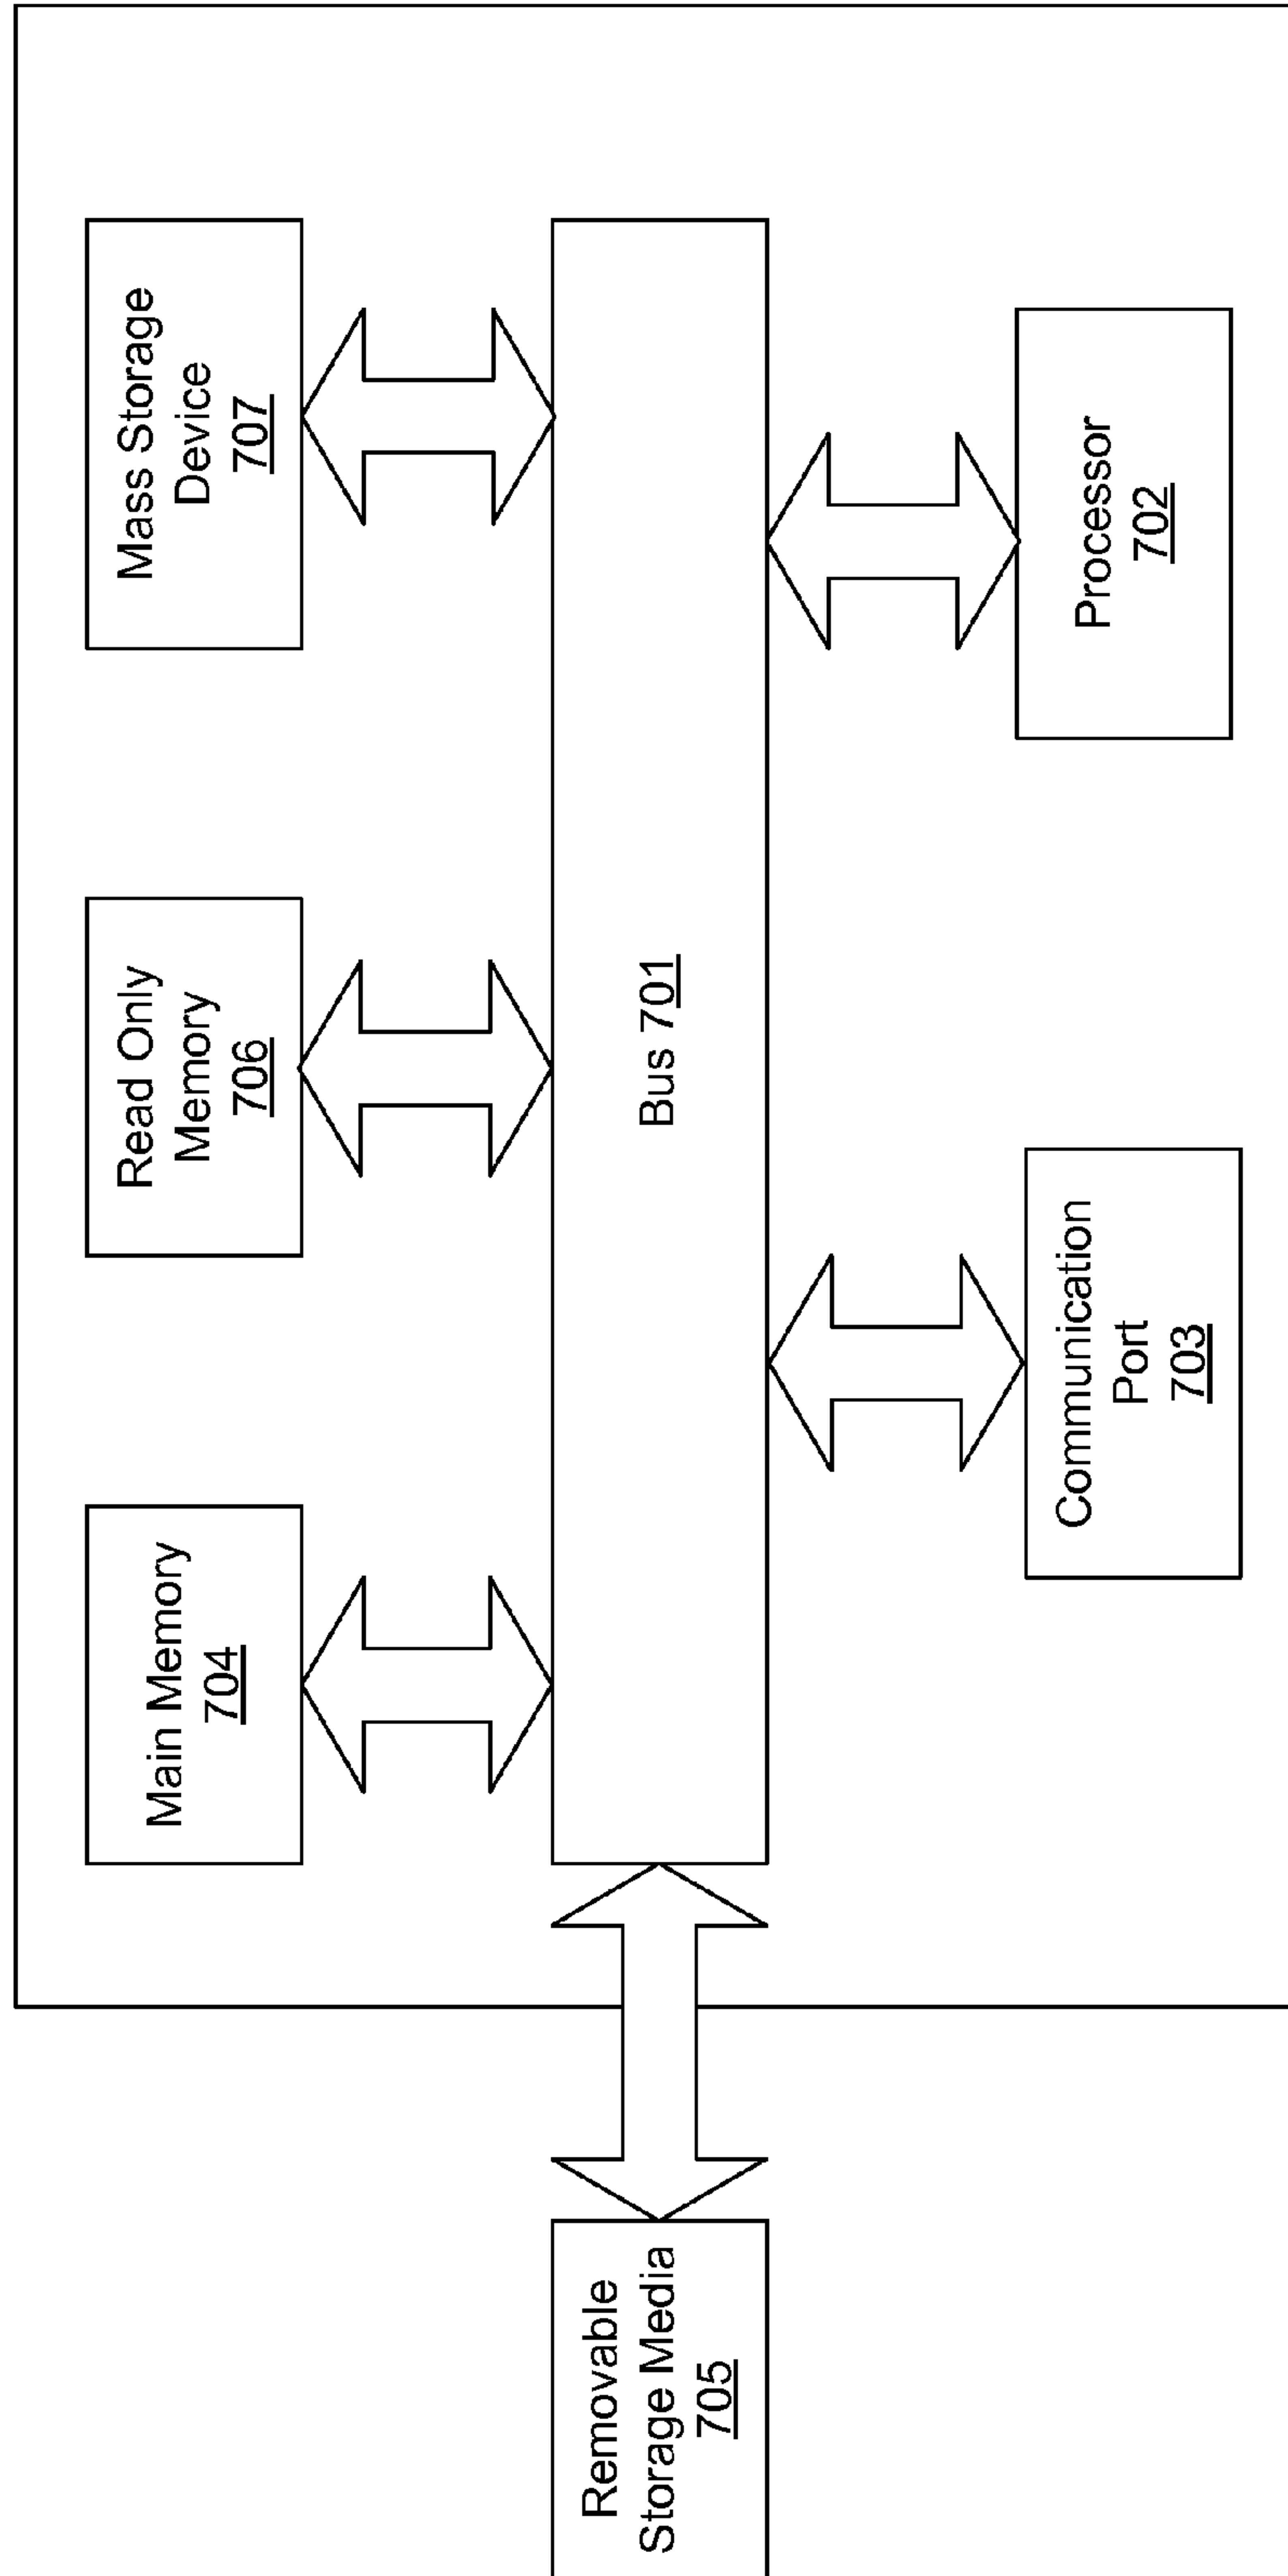 Removable
Storage Media
705
Main Memory
704
Read Only
Memory
706
Mass Storage
Device
707
Bus 701
Communication
Port
703
Processor
702